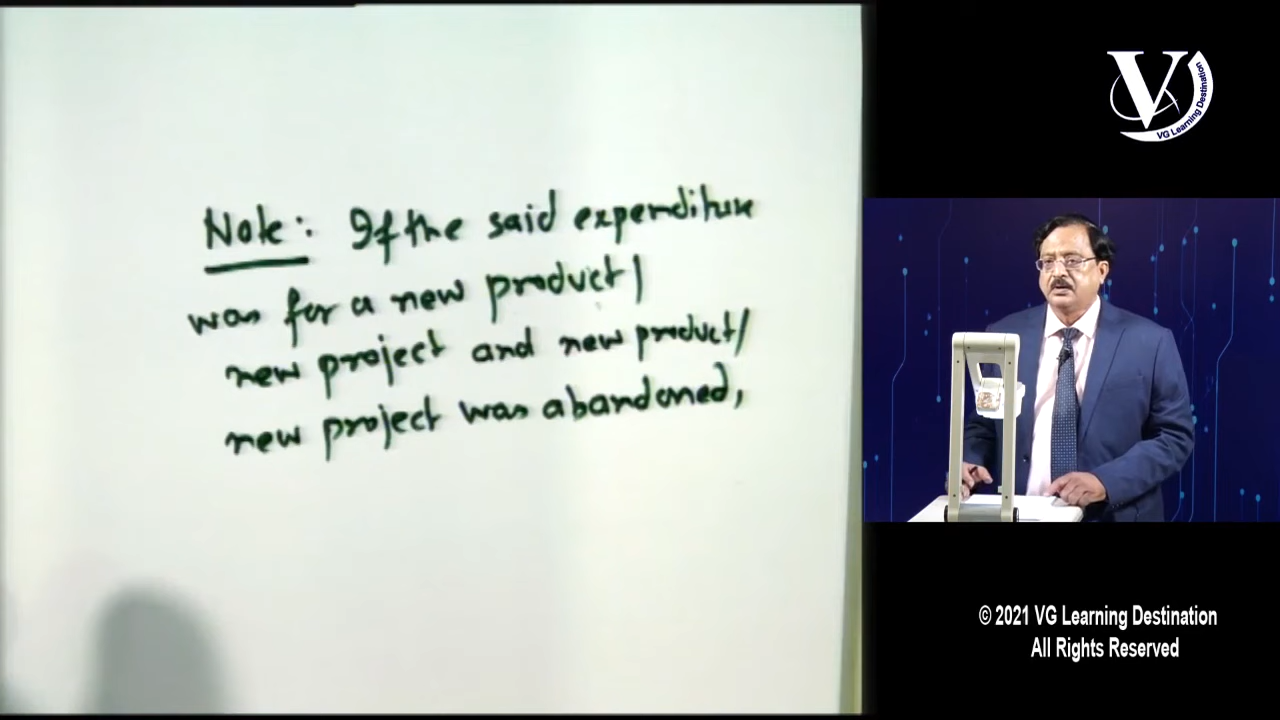 Note: If the said expenditure
was for a new product/
new project and new product/
new project was abandoned,
V
VG Learning Destination
© 2021 VG Learning Destination
All Rights Reserved